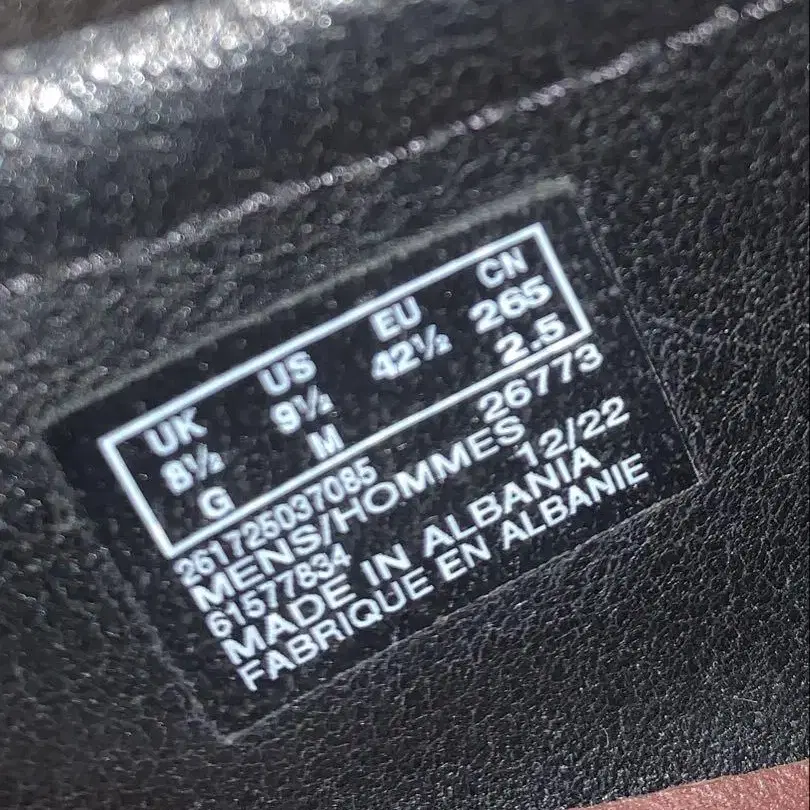 UK US EU CN
8½ 9½ 42½ 265
G M 2.5
261725037085 26773
MENS/HOMMES
61577834 12/22
MADE IN ALBANIA
FABRIQUE EN ALBANIE